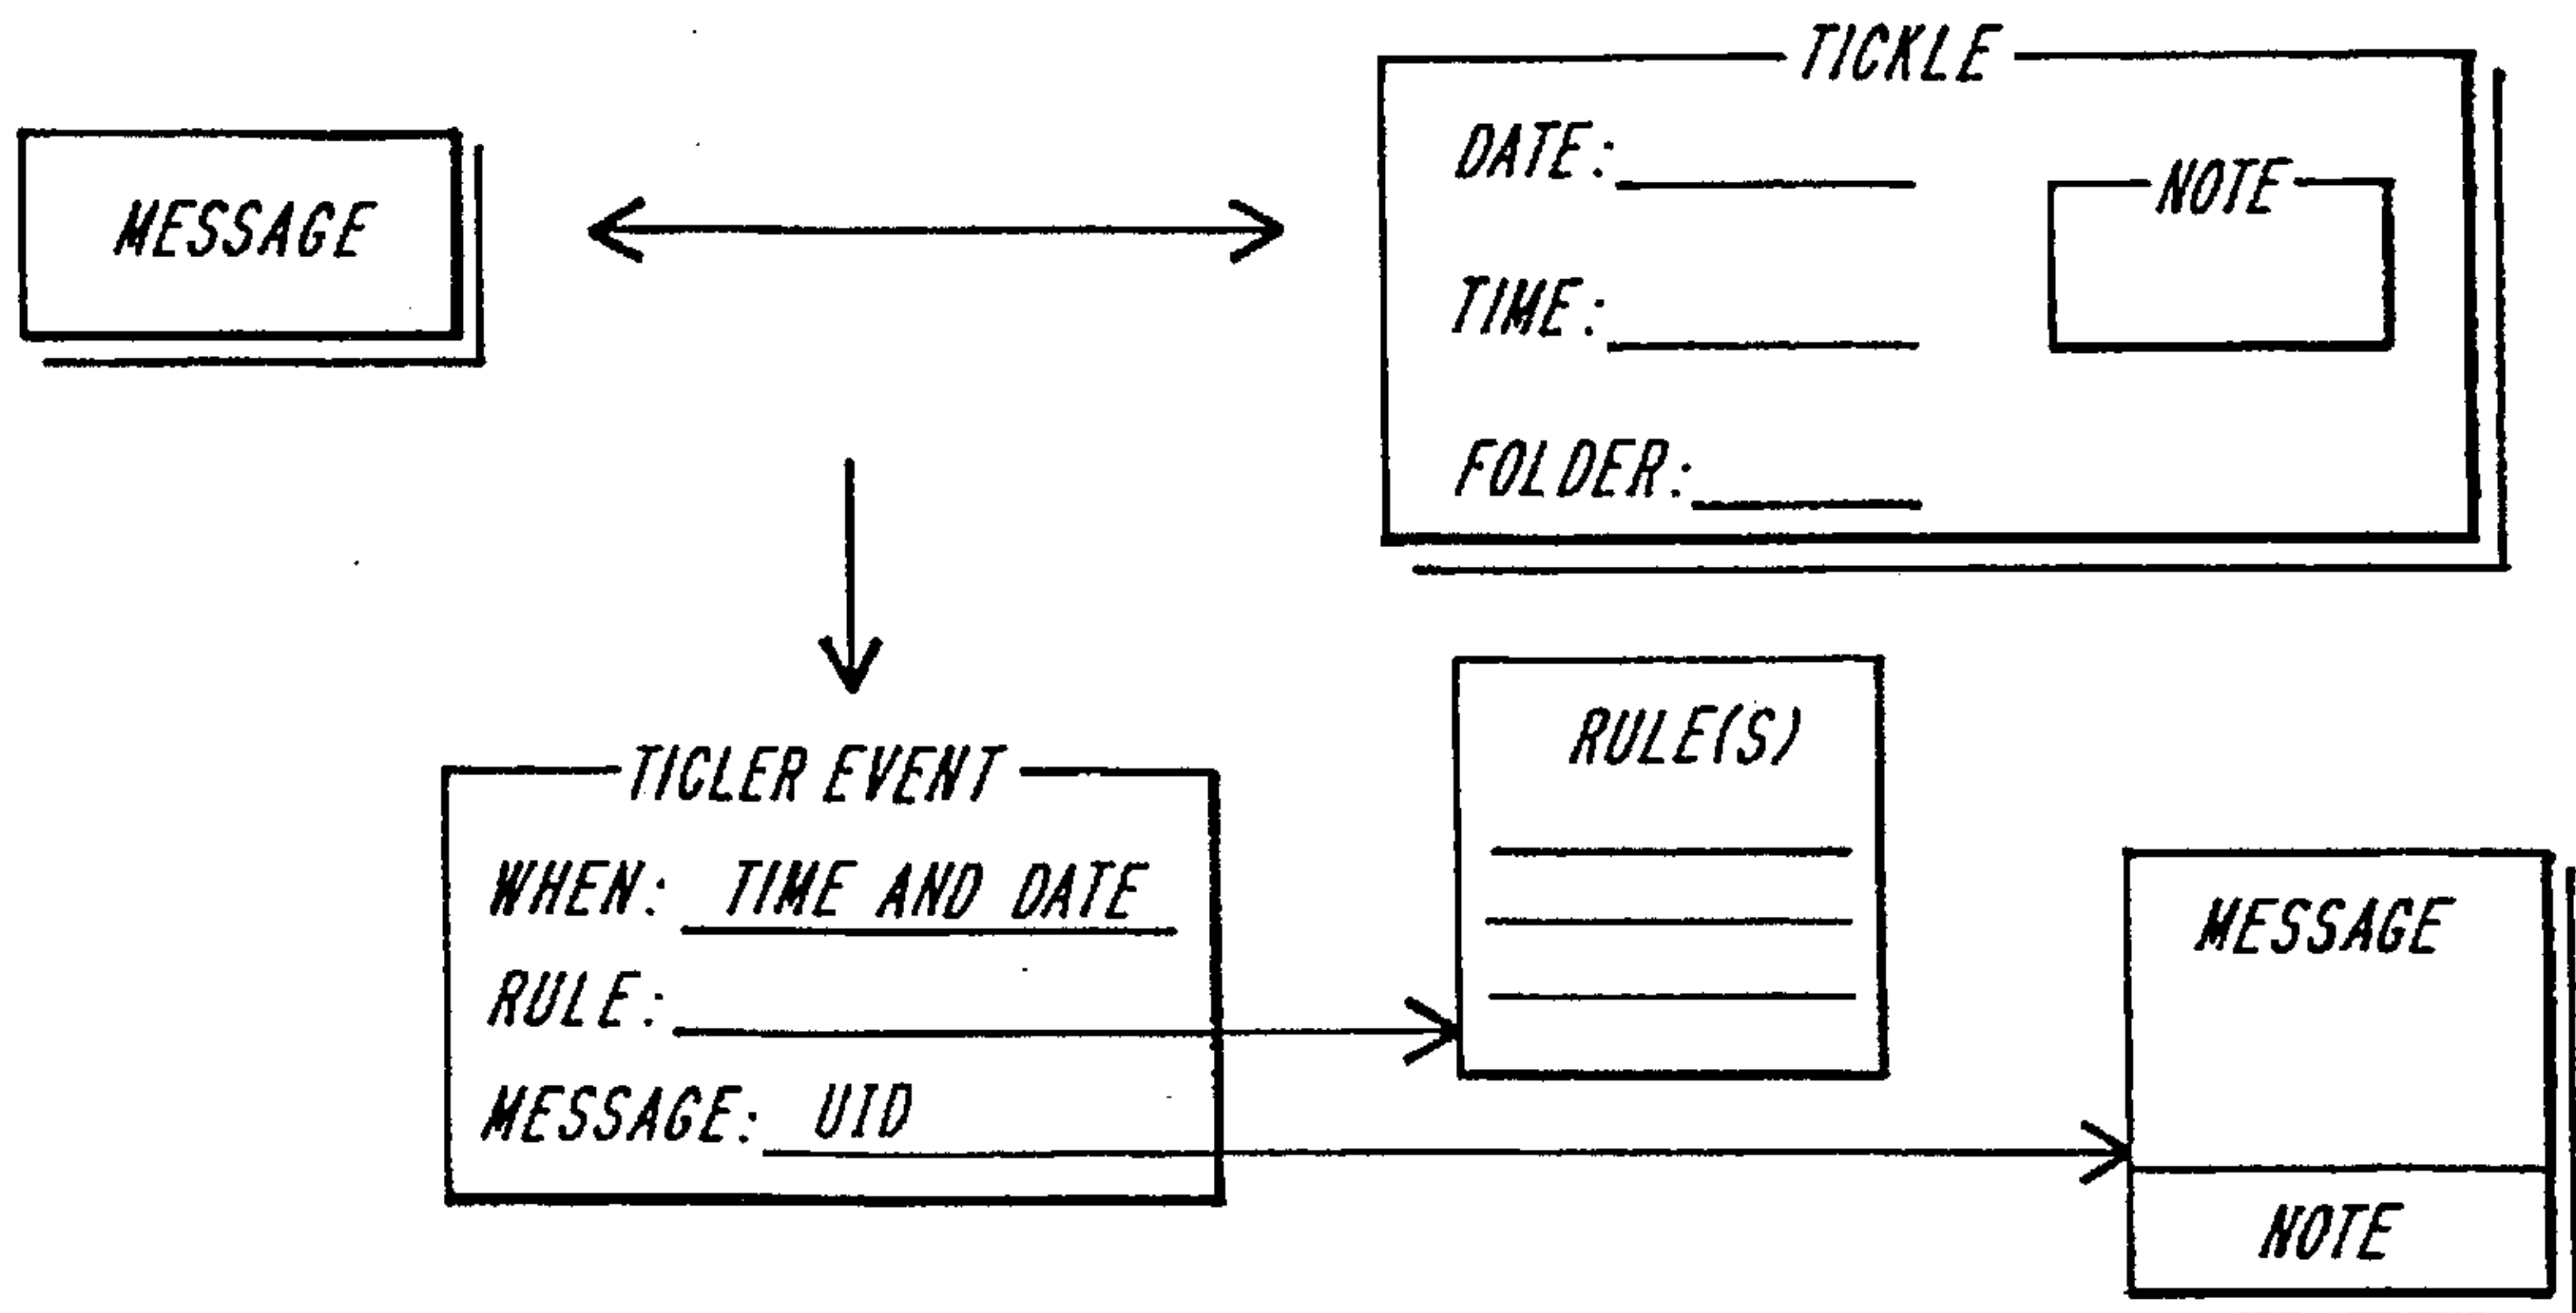 TICKLE
MESSAGE
DATE:
NOTE
TIME:
FOLDER:
TICLER EVENT
WHEN: TIME AND DATE
RULE:
MESSAGE: UID
RULE(S)
MESSAGE
NOTE